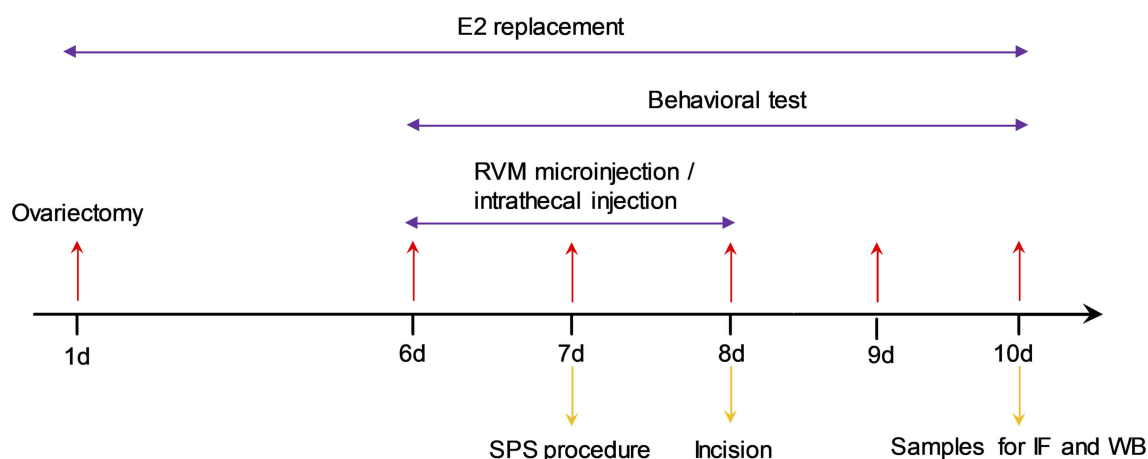 E2 replacement
Behavioral test
RVM microinjection /
intrathecal injection
Ovariectomy
1d
6d
7d
8d
9d
10d
SPS procedure
Incision
Samples for IF and WB